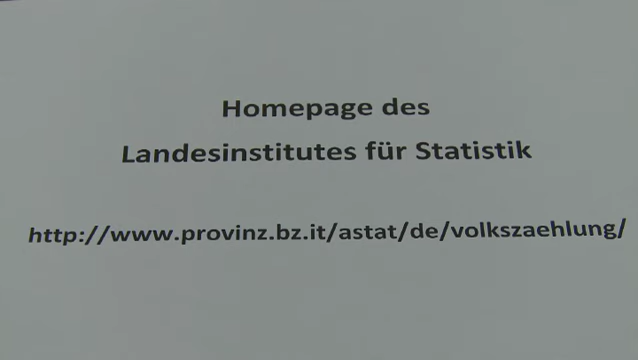 Homepage des
Landesinstitutes für Statistik
http://www.provinz.bz.it/astat/de/volkszaehlung/